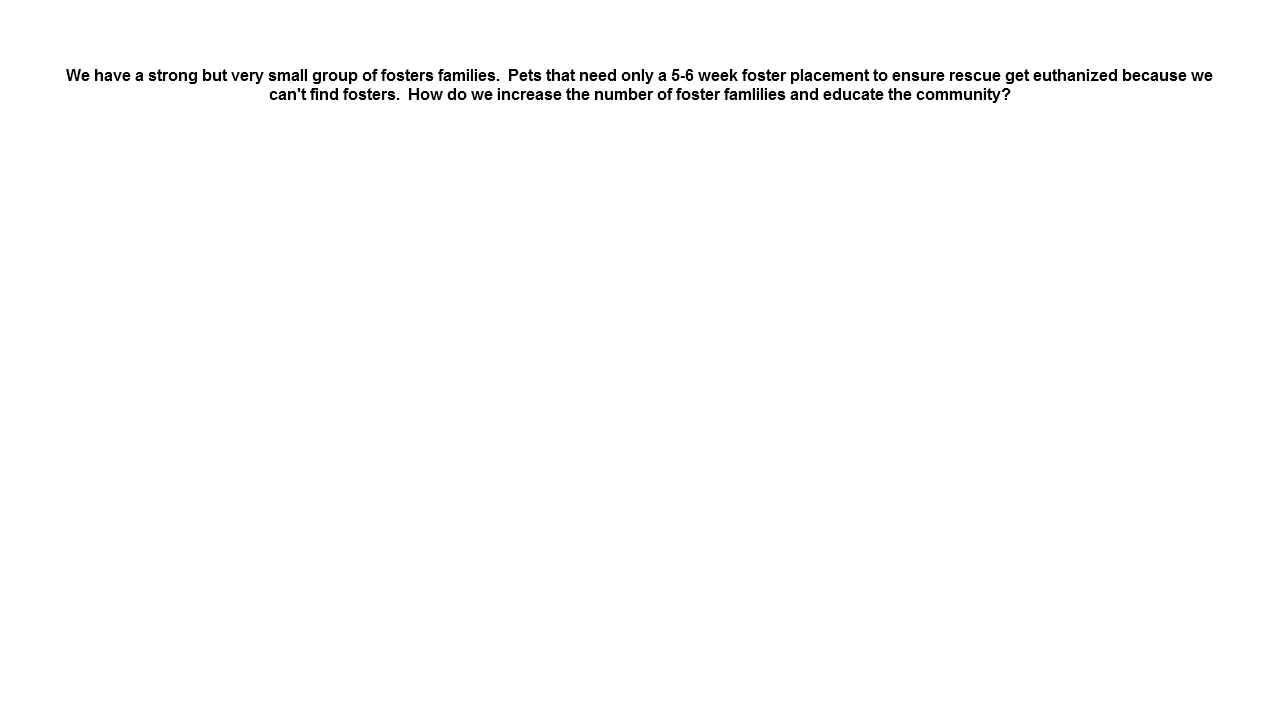 We have a strong but very small group of fosters families.  Pets that need only a 5-6 week foster placement to ensure rescue get euthanized because we
can't find fosters.  How do we increase the number of foster famlilies and educate the community?